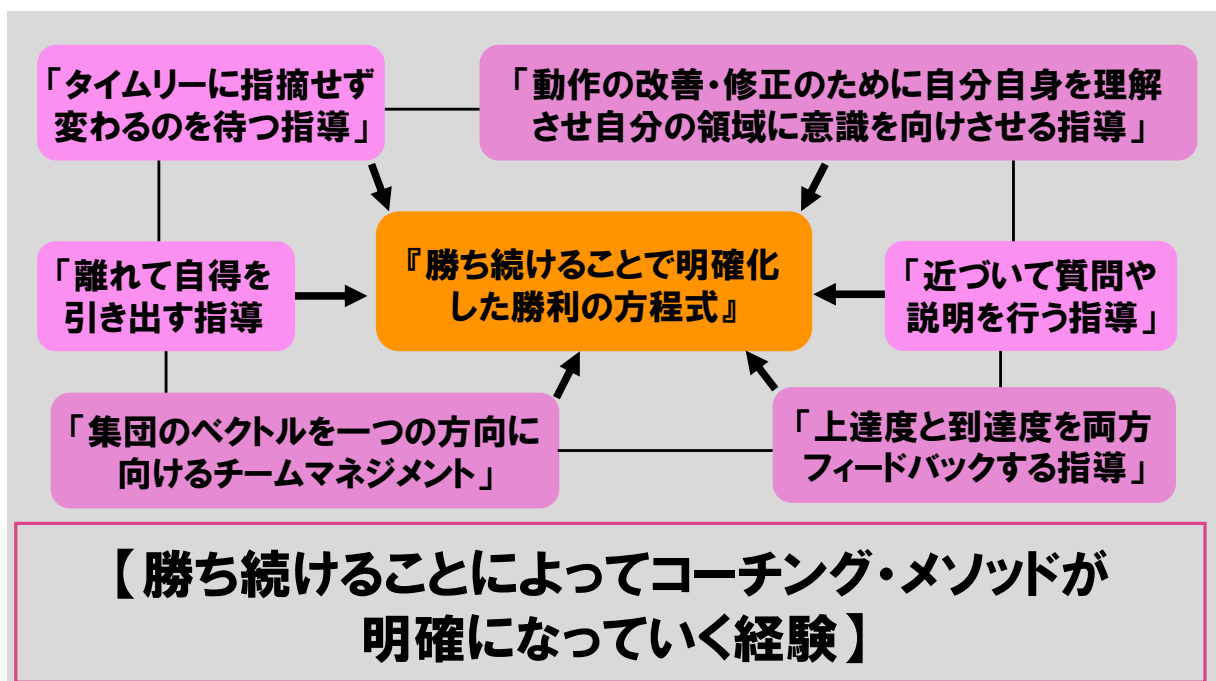 「タイムリーに指摘せず
変わるのを待つ指導」
「動作の改善・修正のために自分自身を理解
させ自分の領域に意識を向けさせる指導」
「離れて自得を
引き出す指導
『勝ち続けることで明確化
した勝利の方程式』
「近づいて質問や
説明を行う指導」
「集団のベクトルを一つの方向に
向けるチームマネジメント」
「上達度と到達度を両方
フィードバックする指導」
【勝ち続けることによってコーチング・メソッドが
明確になっていく経験】